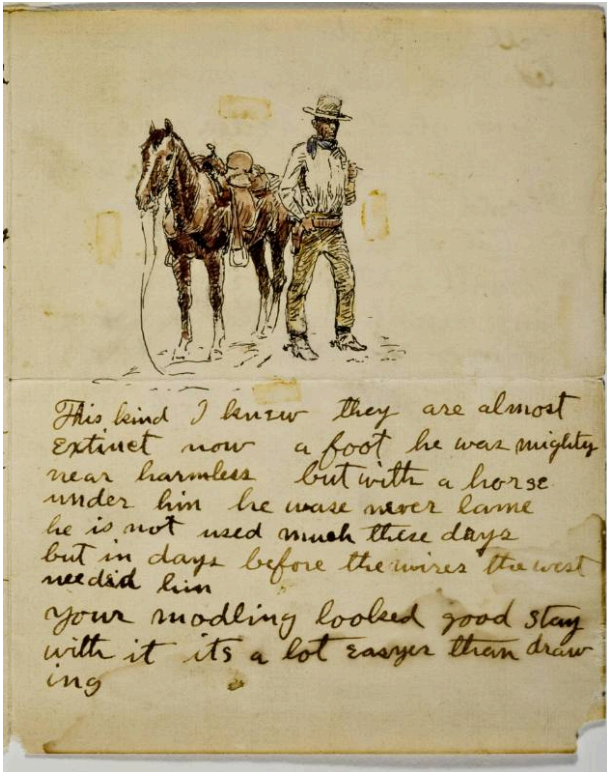 This kind I knew they are almost
Extinct now a foot he was mighty
near harmless but with a horse
under him he wase never lame
he is not used much these days
but in days before the wires the west
needed him
your modling looked good stay
with it its a lot easyer than draw
ing